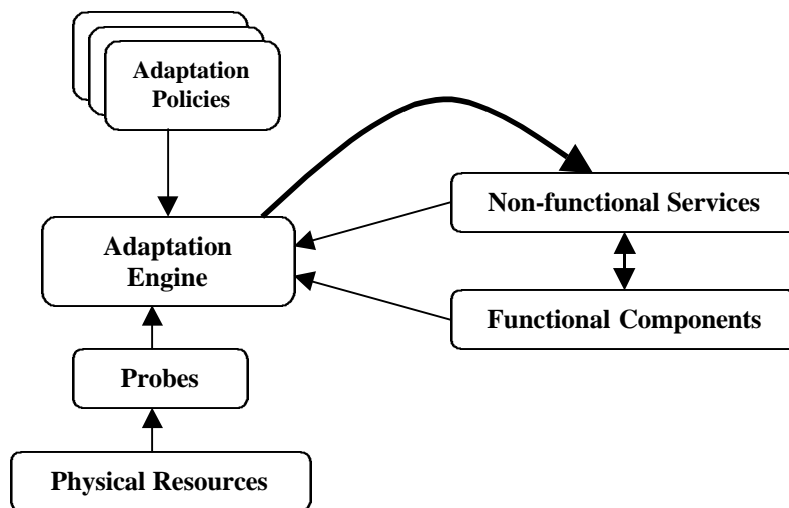 Adaptation
Policies
Non-functional Services
Adaptation
Engine
Functional Components
Probes
Physical Resources